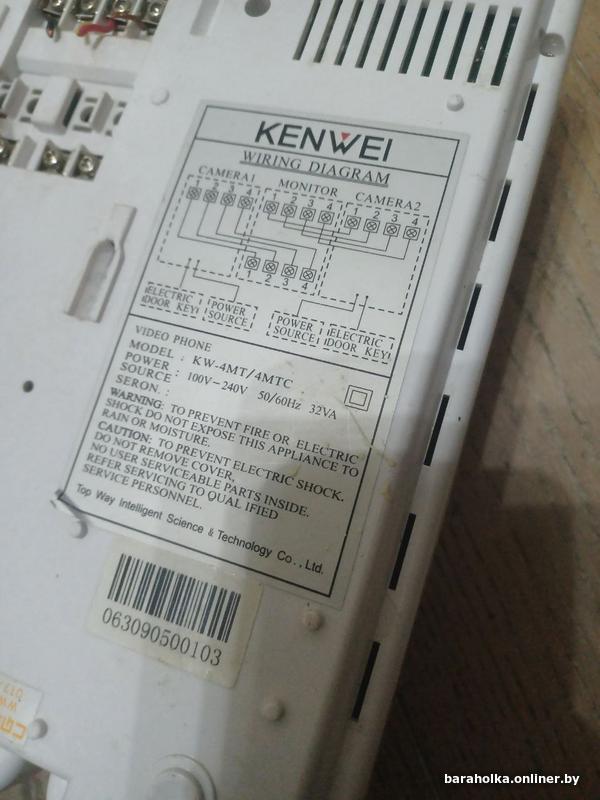 KENWEI
WIRING DIAGRAM
CAMERA1 MONITOR CAMERA2
1 2 3 4 1 2 3 4 1 2 3 4
1 2 3 4
ELECTRIC DOOR KEY
POWER SOURCE
POWER SOURCE
ELECTRIC DOOR KEY
VIDEO PHONE
MODEL : KW-4MT/4MTC
POWER
SOURCE : 100V-240V 50/60Hz 32VA
SERON. :
WARNING: TO PREVENT FIRE OR ELECTRIC
SHOCK DO NOT EXPOSE THIS APPLIANCE TO
RAIN OR MOISTURE.
CAUTION: TO PREVENT ELECTRIC SHOCK.
DO NOT REMOVE COVER,
NO USER SERVICEABLE PARTS INSIDE.
REFER SERVICING TO QUAL IFIED
SERVICE PERSONNEL.
Top Way Intelligent Science & Technology Co., Ltd.
063090500103
baraholka.onliner.by